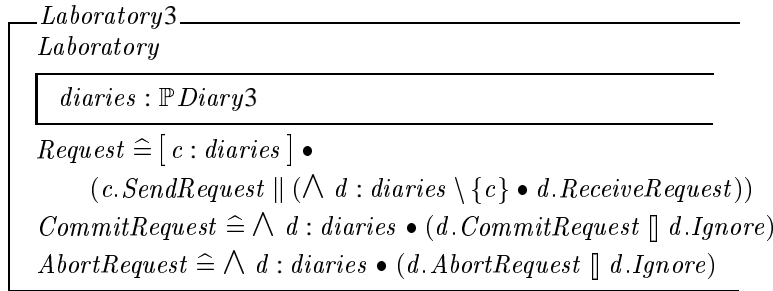 Laboratory3
Laboratory
diaries : ℙ Diary3
Request ≙ [ c : diaries ] •
(c.SendRequest ∥ (⋀ d : diaries \ {c} • d.ReceiveRequest))
CommitRequest ≙ ⋀ d : diaries • (d.CommitRequest [] d.Ignore)
AbortRequest ≙ ⋀ d : diaries • (d.AbortRequest [] d.Ignore)